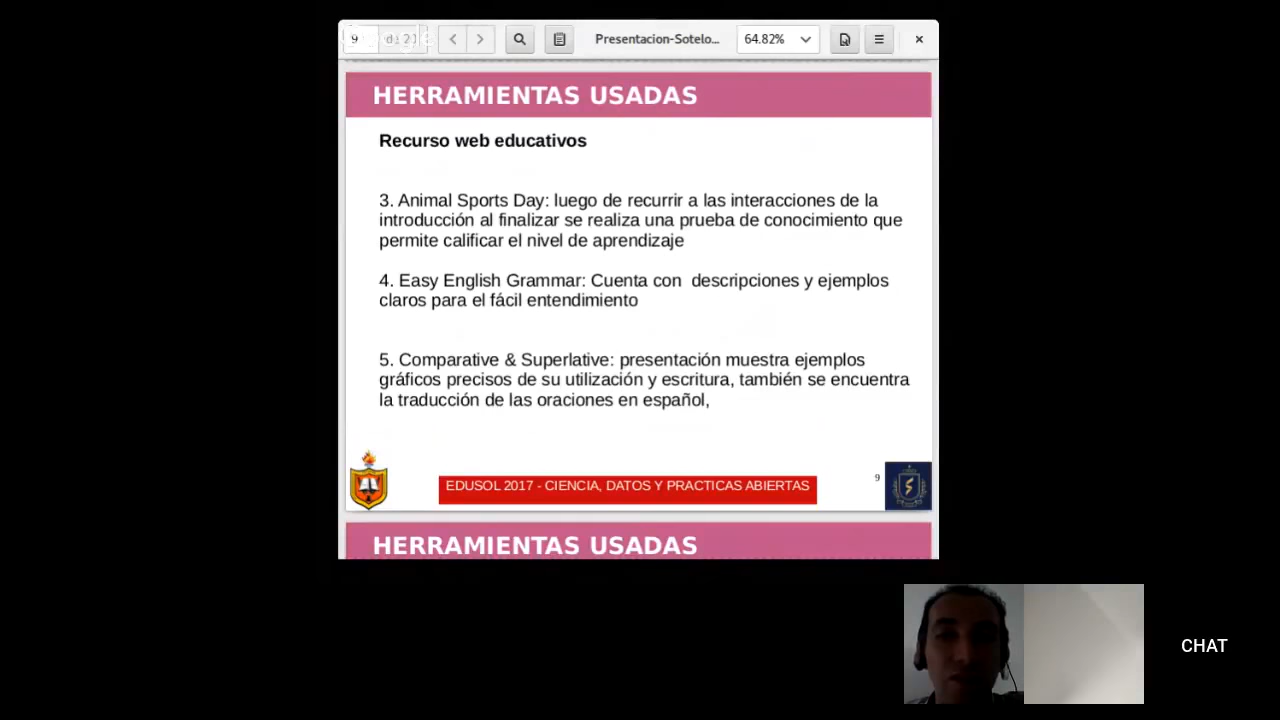 9 de 21 Presentacion-Sotelo... 64.82%
HERRAMIENTAS USADAS
Recurso web educativos
3. Animal Sports Day: luego de recurrir a las interacciones de la
introducción al finalizar se realiza una prueba de conocimiento que
permite calificar el nivel de aprendizaje
4. Easy English Grammar: Cuenta con descripciones y ejemplos
claros para el fácil entendimiento
5. Comparative & Superlative: presentación muestra ejemplos
gráficos precisos de su utilización y escritura, también se encuentra
la traducción de las oraciones en español,
EDUSOL 2017 - CIENCIA, DATOS Y PRACTICAS ABIERTAS
9
HERRAMIENTAS USADAS
CHAT